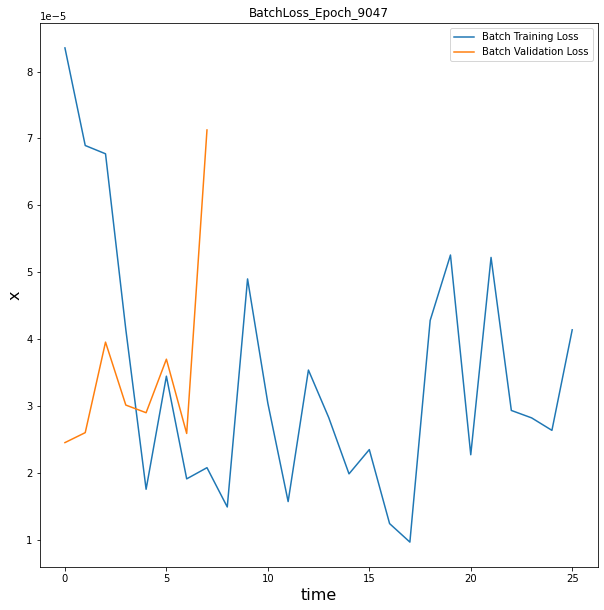 BatchLoss_Epoch_9047
1e−5
Batch Training Loss
Batch Validation Loss
8
7
6
5
4
3
2
1
x
0 5 10 15 20 25
time